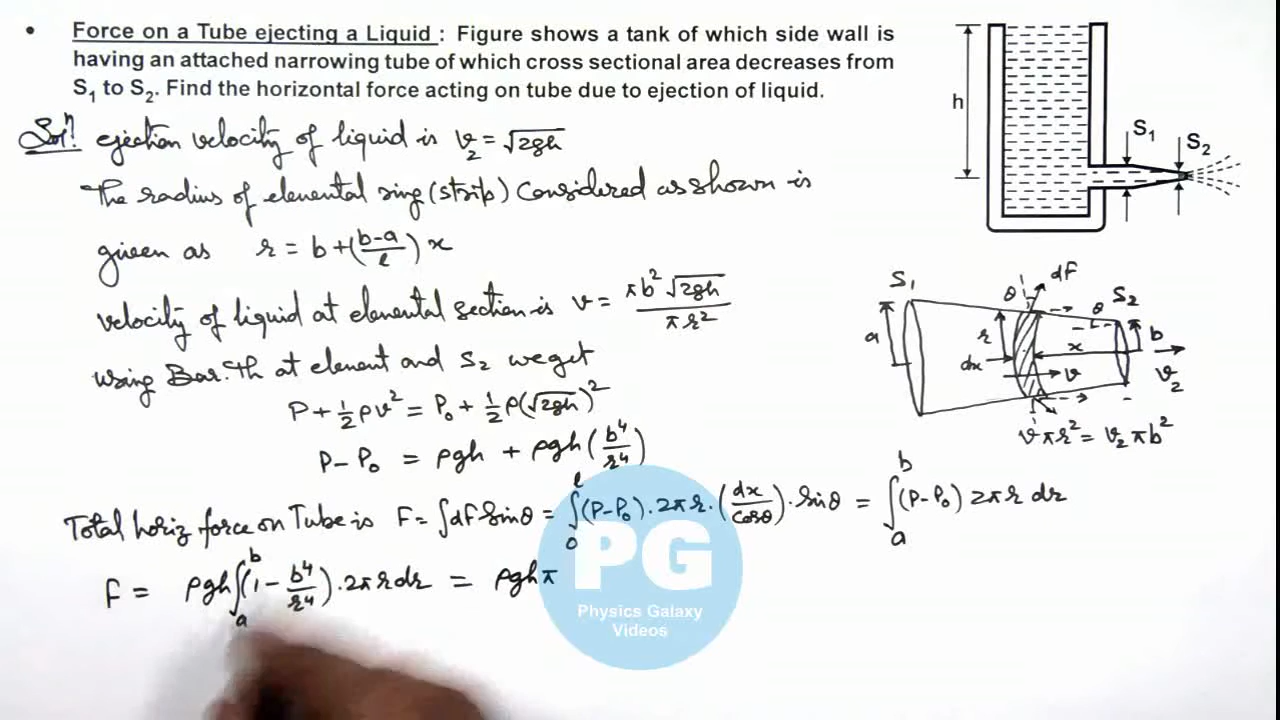 • Force on a Tube ejecting a Liquid : Figure shows a tank of which side wall is
having an attached narrowing tube of which cross sectional area decreases from
S₁ to S₂. Find the horizontal force acting on tube due to ejection of liquid.
Solⁿ. ejection velocity of liquid is v₂ = √2gh
The radius of elemental ring (strip) Considered as shown is
given as r = b + (b-a/l) x
velocity of liquid at elemental section is v = πb²√2gh / πr²
using Ber. Th at element and S₂ we get
P + ½ρv² = P₀ + ½ρ(√2gh)²
P - P₀ = ρgh + ρgh (b⁴/r⁴)
Total horiz force on Tube is F = ∫dF sinθ = ∫₀ˡ (P-P₀) . 2πr . (dx/cosθ) . sinθ = ∫ₐᵇ (P-P₀) 2πr dr
F = ρgh ∫ₐᵇ (1 - b⁴/r⁴) . 2πr dr = ρghπ
h
S₁
S₂
S₁
θ
dF
θ
S₂
a
r
dx
x
b
v
v₂
vπr² = v₂πb²
PG
Physics Galaxy
Videos